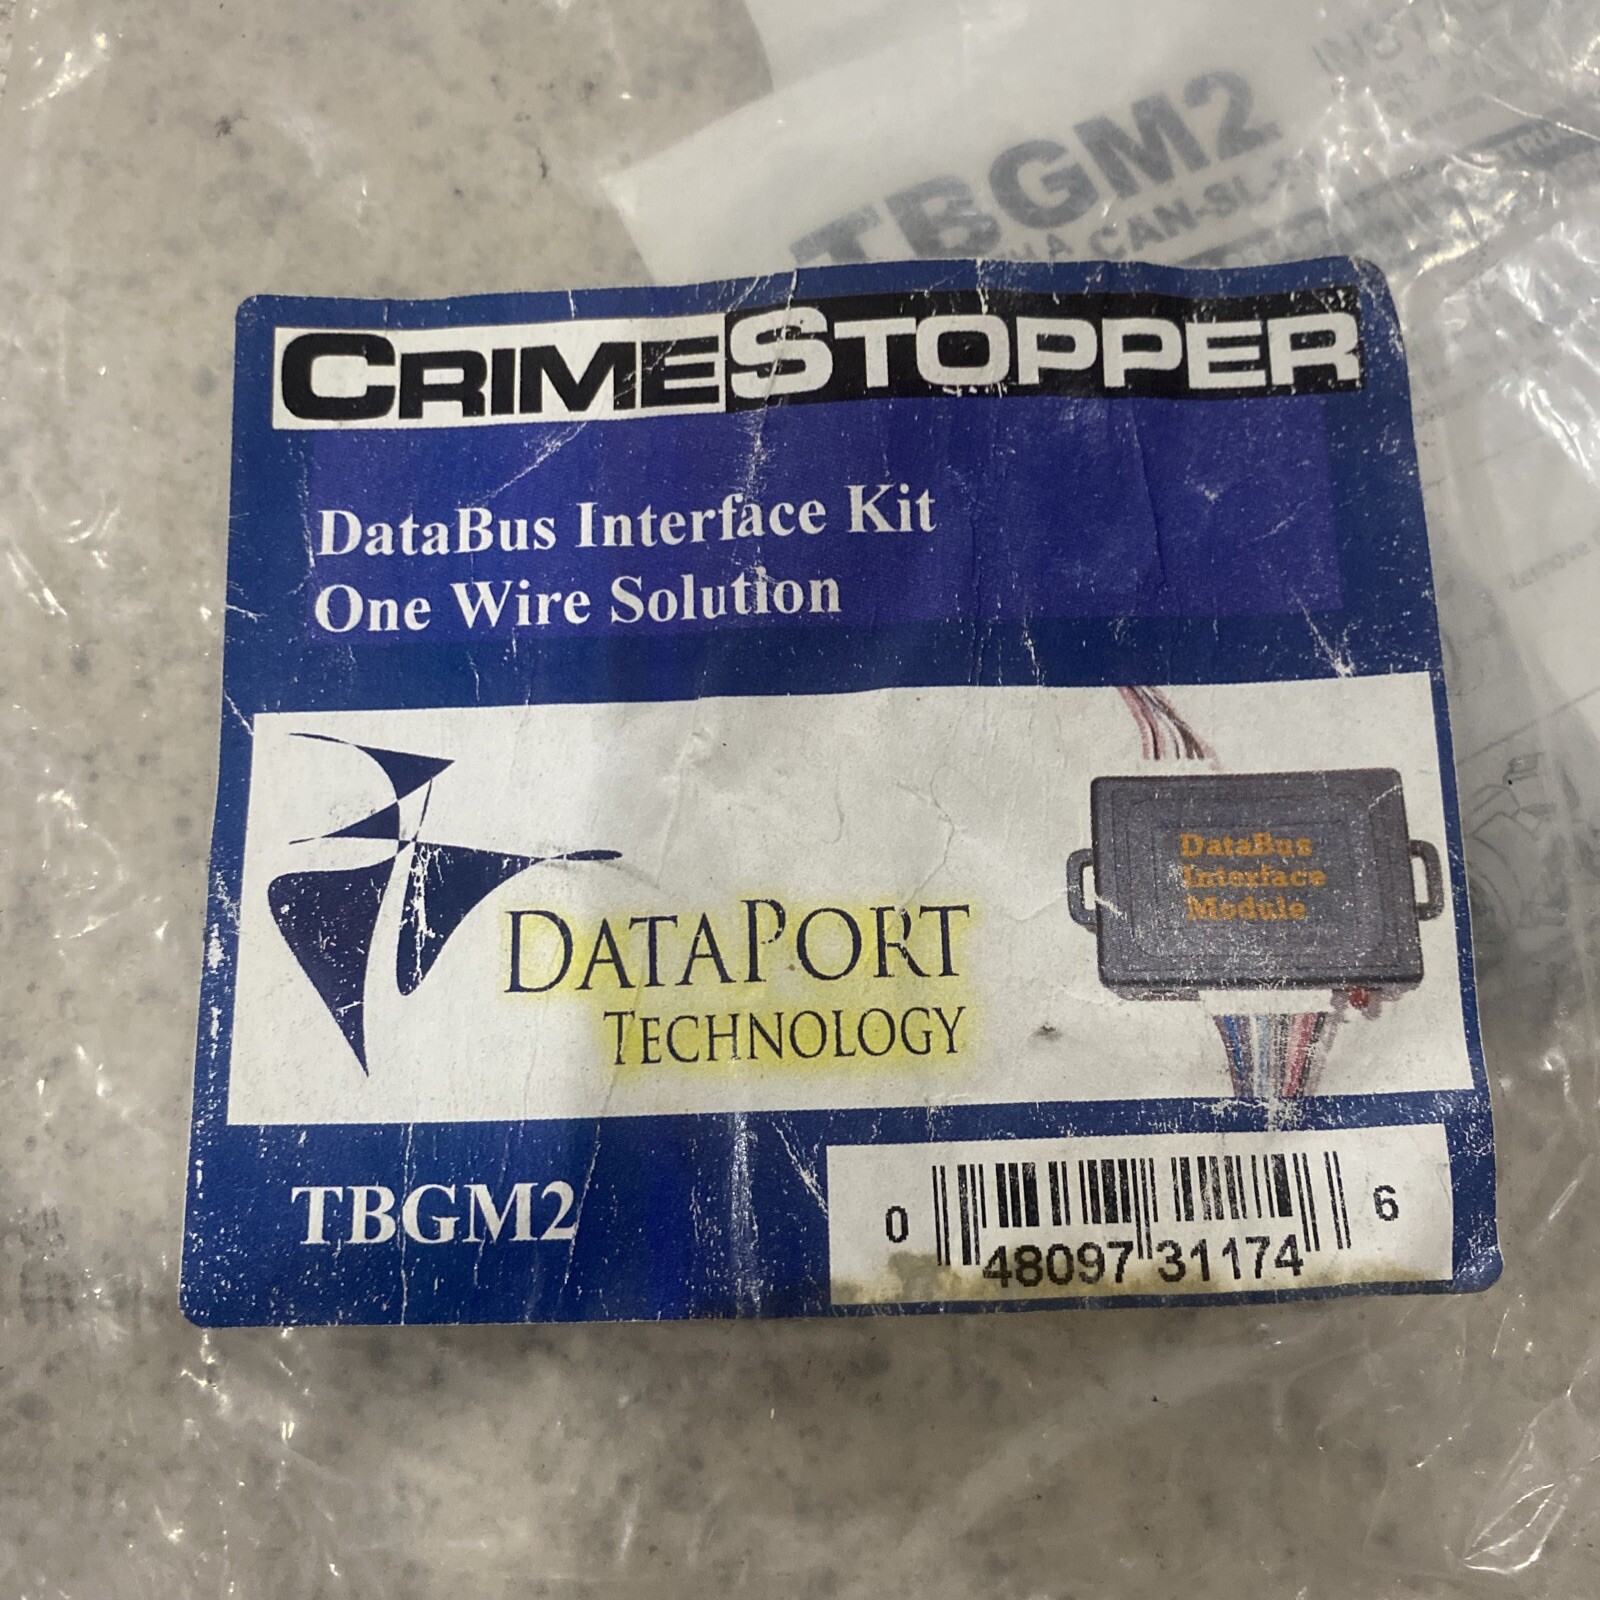 TBGM2
CAN-SL-
CRIMESTOPPER
DataBus Interface Kit
One Wire Solution
DataBus
Interface
Module
DATAPORT
TECHNOLOGY
TBGM2
0 48097 31174 6